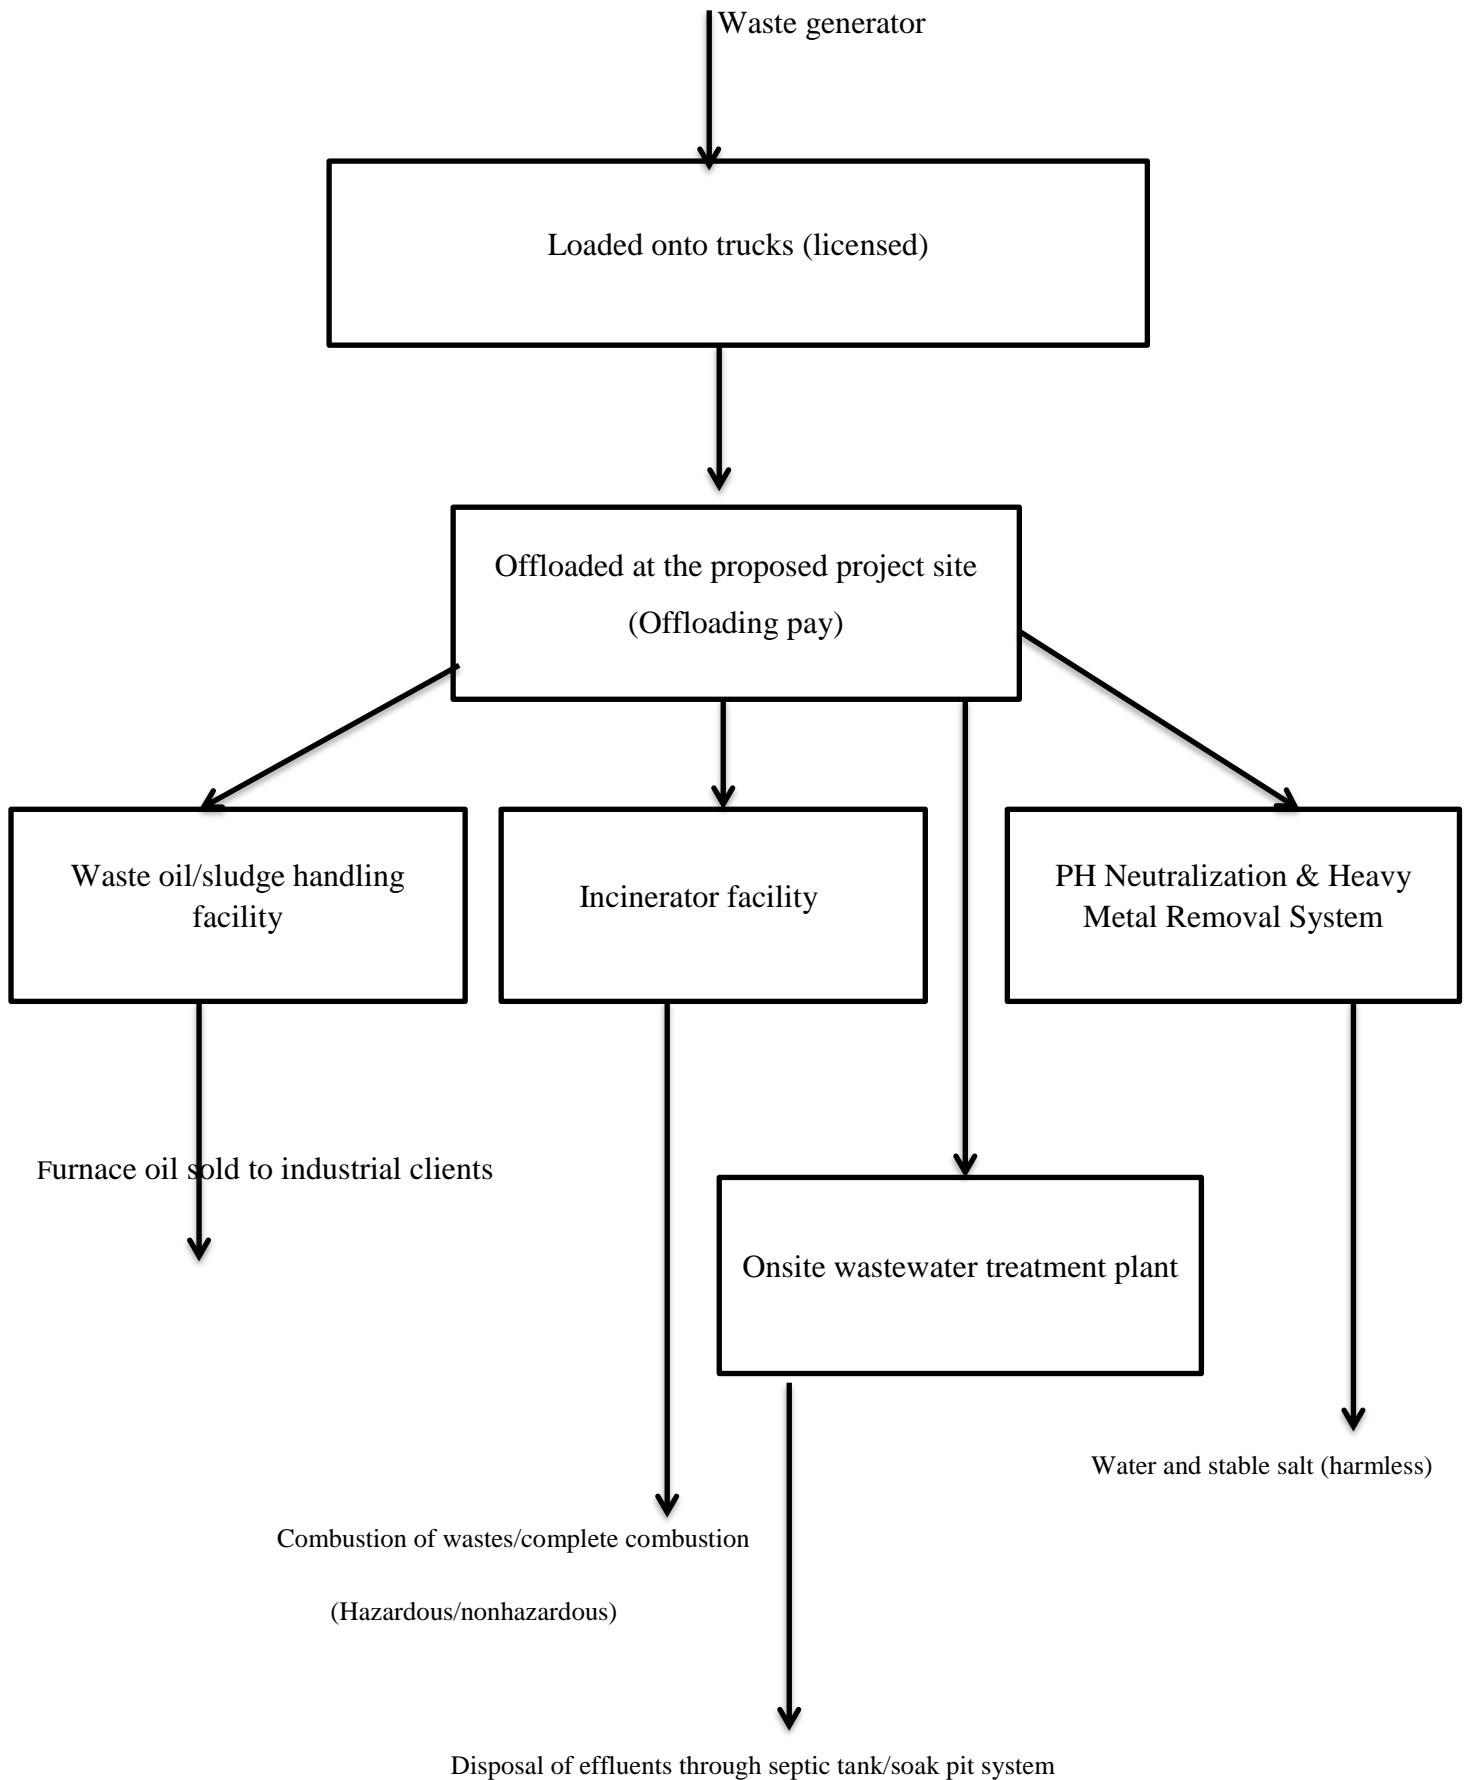 Waste generator
Loaded onto trucks (licensed)
Offloaded at the proposed project site
(Offloading pay)
Waste oil/sludge handling
facility
Incinerator facility
PH Neutralization & Heavy
Metal Removal System
Furnace oil sold to industrial clients
Onsite wastewater treatment plant
Water and stable salt (harmless)
Combustion of wastes/complete combustion
(Hazardous/nonhazardous)
Disposal of effluents through septic tank/soak pit system